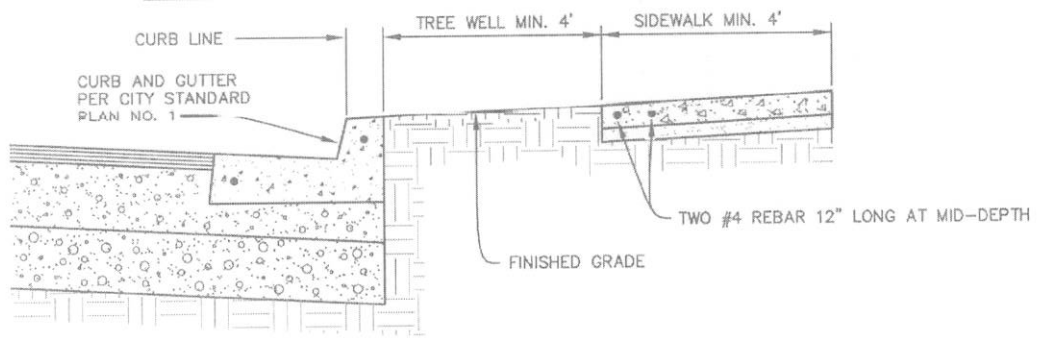 TREE WELL MIN. 4'
SIDEWALK MIN. 4'
CURB LINE
CURB AND GUTTER
PER CITY STANDARD
PLAN NO. 1
TWO #4 REBAR 12" LONG AT MID-DEPTH
FINISHED GRADE